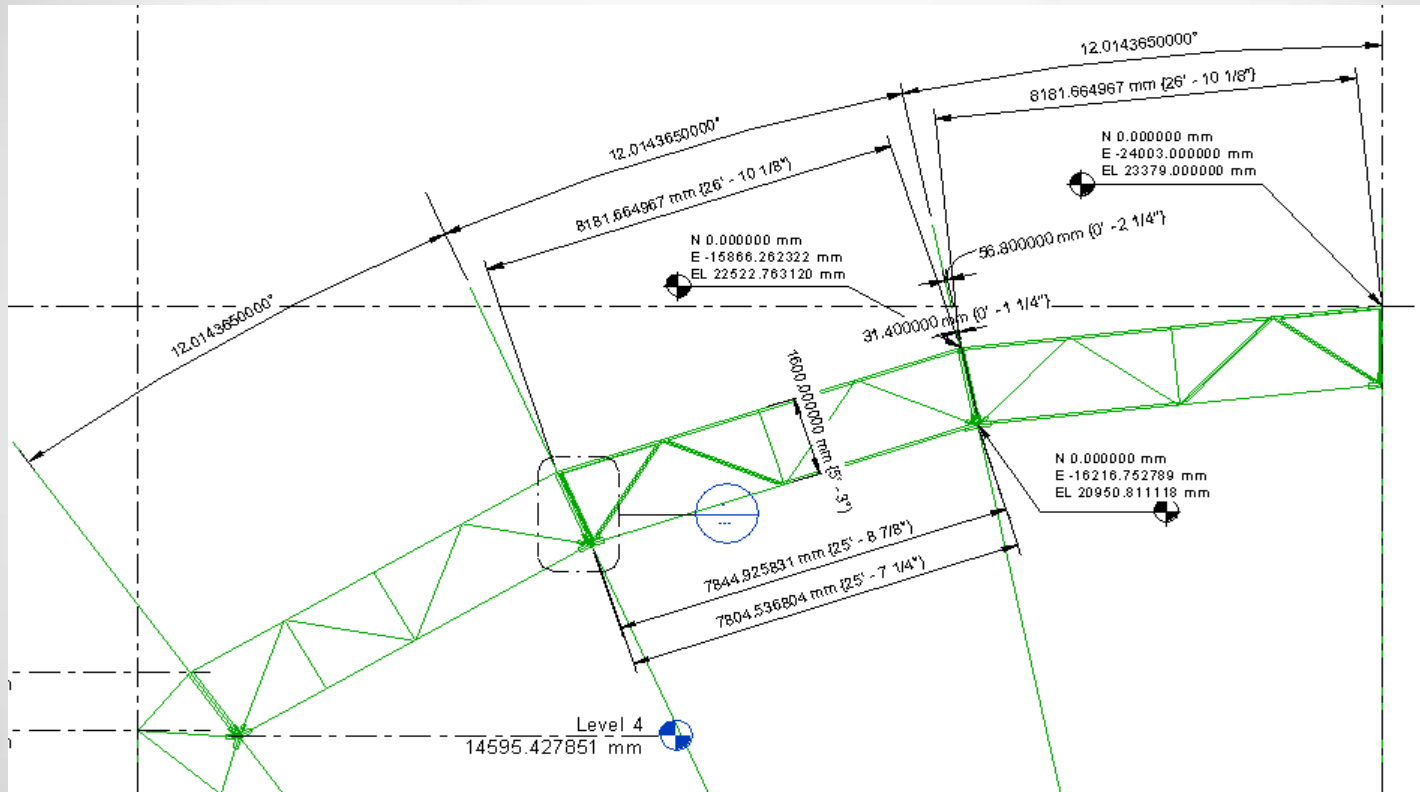 12.0143650000°
8181.664967 mm {26' - 10 1/8"}
N 0.000000 mm
E -24003.000000 mm
EL 23379.000000 mm
12.0143650000°
8181.664967 mm {26' - 10 1/8"}
N 0.000000 mm
E -15866.262322 mm
EL 22522.763120 mm
56.800000 mm {0' -2 1/4"}
31.400000 mm {0' -1 1/4"}
12.0143650000°
1600.000000 mm {5' -3"}
N 0.000000 mm
E -16216.752789 mm
EL 20950.811118 mm
---
7844.925831 mm {25' - 8 7/8"}
7804.536804 mm {25' - 7 1/4"}
Level 4
14595.427851 mm